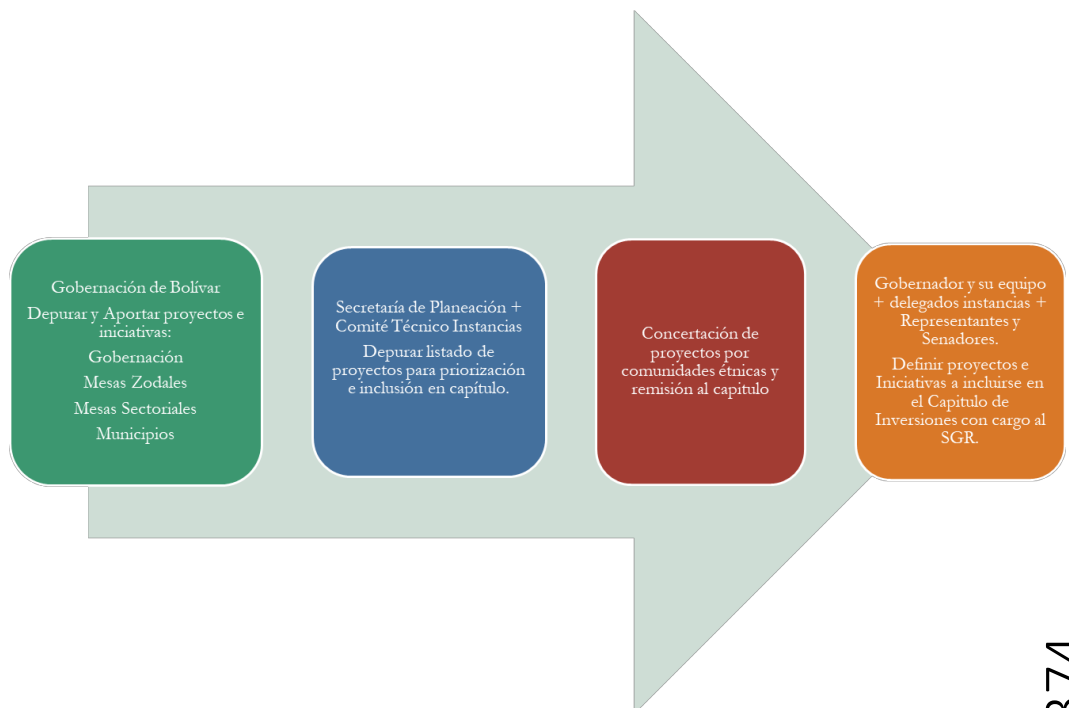 Gobernación de Bolívar
Depurar y Aportar proyectos e
iniciativas:
Gobernación
Mesas Zodales
Mesas Sectoriales
Municipios
Secretaría de Planeación +
Comité Técnico Instancias
Depurar listado de
proyectos para priorización
e inclusión en capítulo.
Concertación de
proyectos por
comunidades étnicas y
remisión al capitulo
Gobernador y su equipo
+ delegados instancias +
Representantes y
Senadores.
Definir proyectos e
Iniciativas a incluirse en
el Capitulo de
Inversiones con cargo al
SGR.